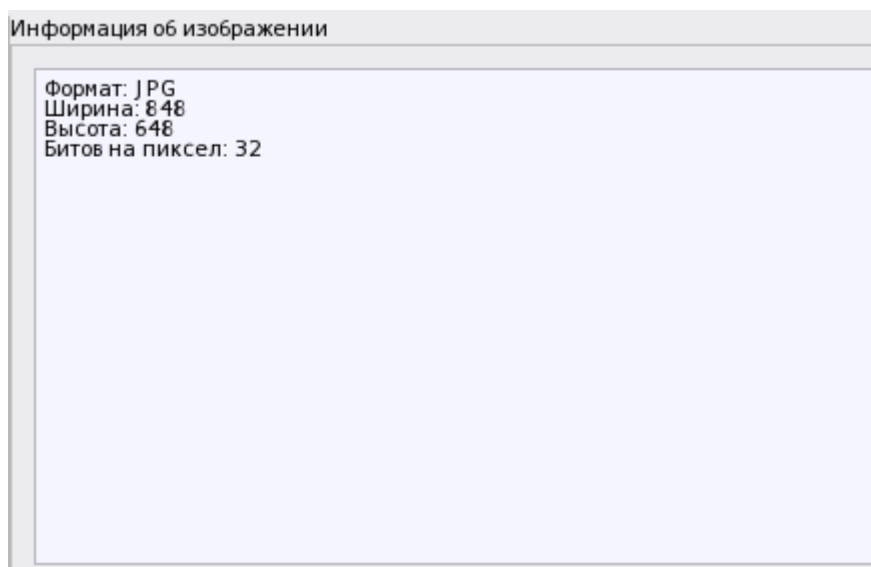 Информация об изображении
Формат: JPG
Ширина: 848
Высота: 648
Битов на пиксел: 32